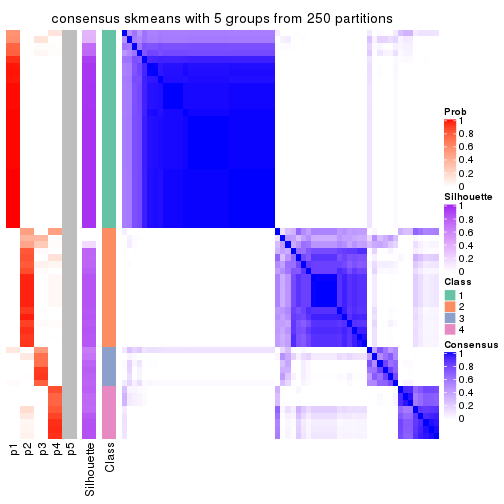 consensus skmeans with 5 groups from 250 partitions
Prob
1
0.8
0.6
0.4
0.2
0
Silhouette
1
0.8
0.6
0.4
0.2
0
Class
1
2
3
4
Consensus
1
0.8
0.6
0.4
0.2
0
p1
p2
p3
p4
p5
Silhouette
Class